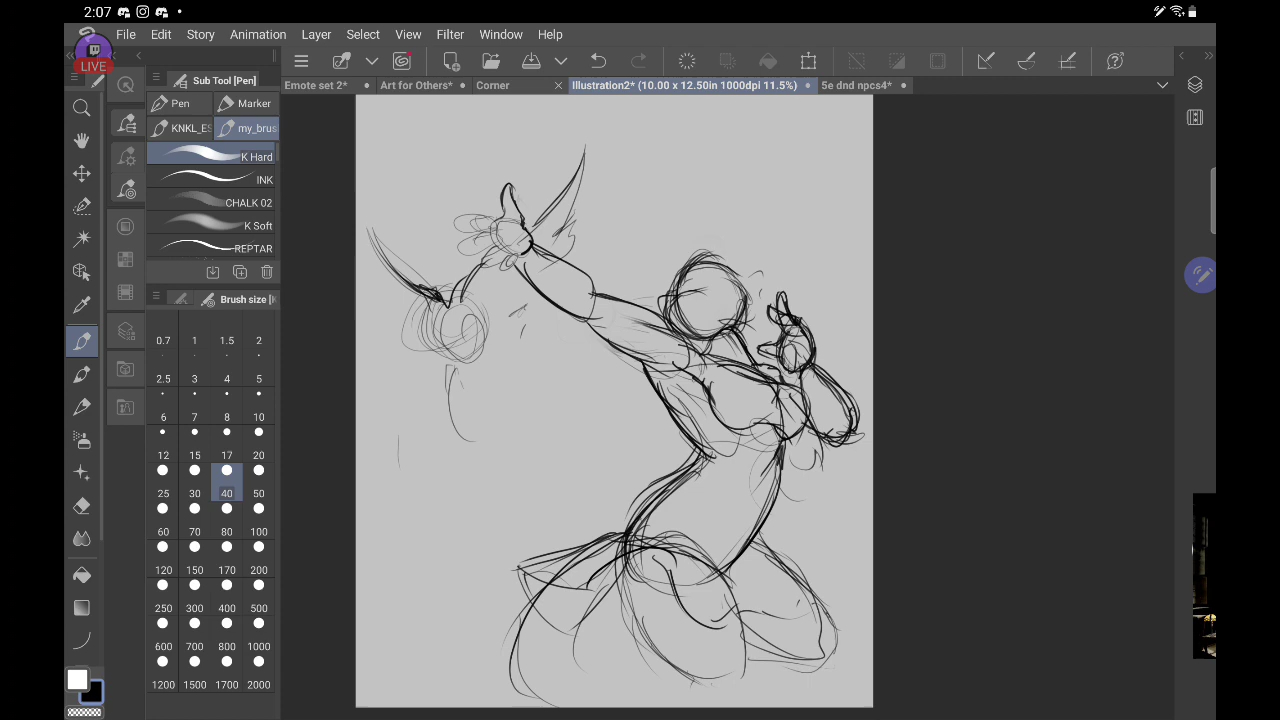 2:07
File Edit Story Animation Layer Select View Filter Window Help
LIVE
Sub Tool [Pen]
Emote set 2* Art for Others* Corner Illustration2* (10.00 x 12.50in 1000dpi 11.5%) 5e dnd npcs4*
Pen Marker
KNKL_ES my_brus
K Hard
INK
CHALK 02
K Soft
REPTAR
Brush size [
0.7 1 1.5 2
2.5 3 4 5
6 7 8 10
12 15 17 20
25 30 40 50
60 70 80 100
120 150 170 200
250 300 400 500
600 700 800 1000
1200 1500 1700 2000